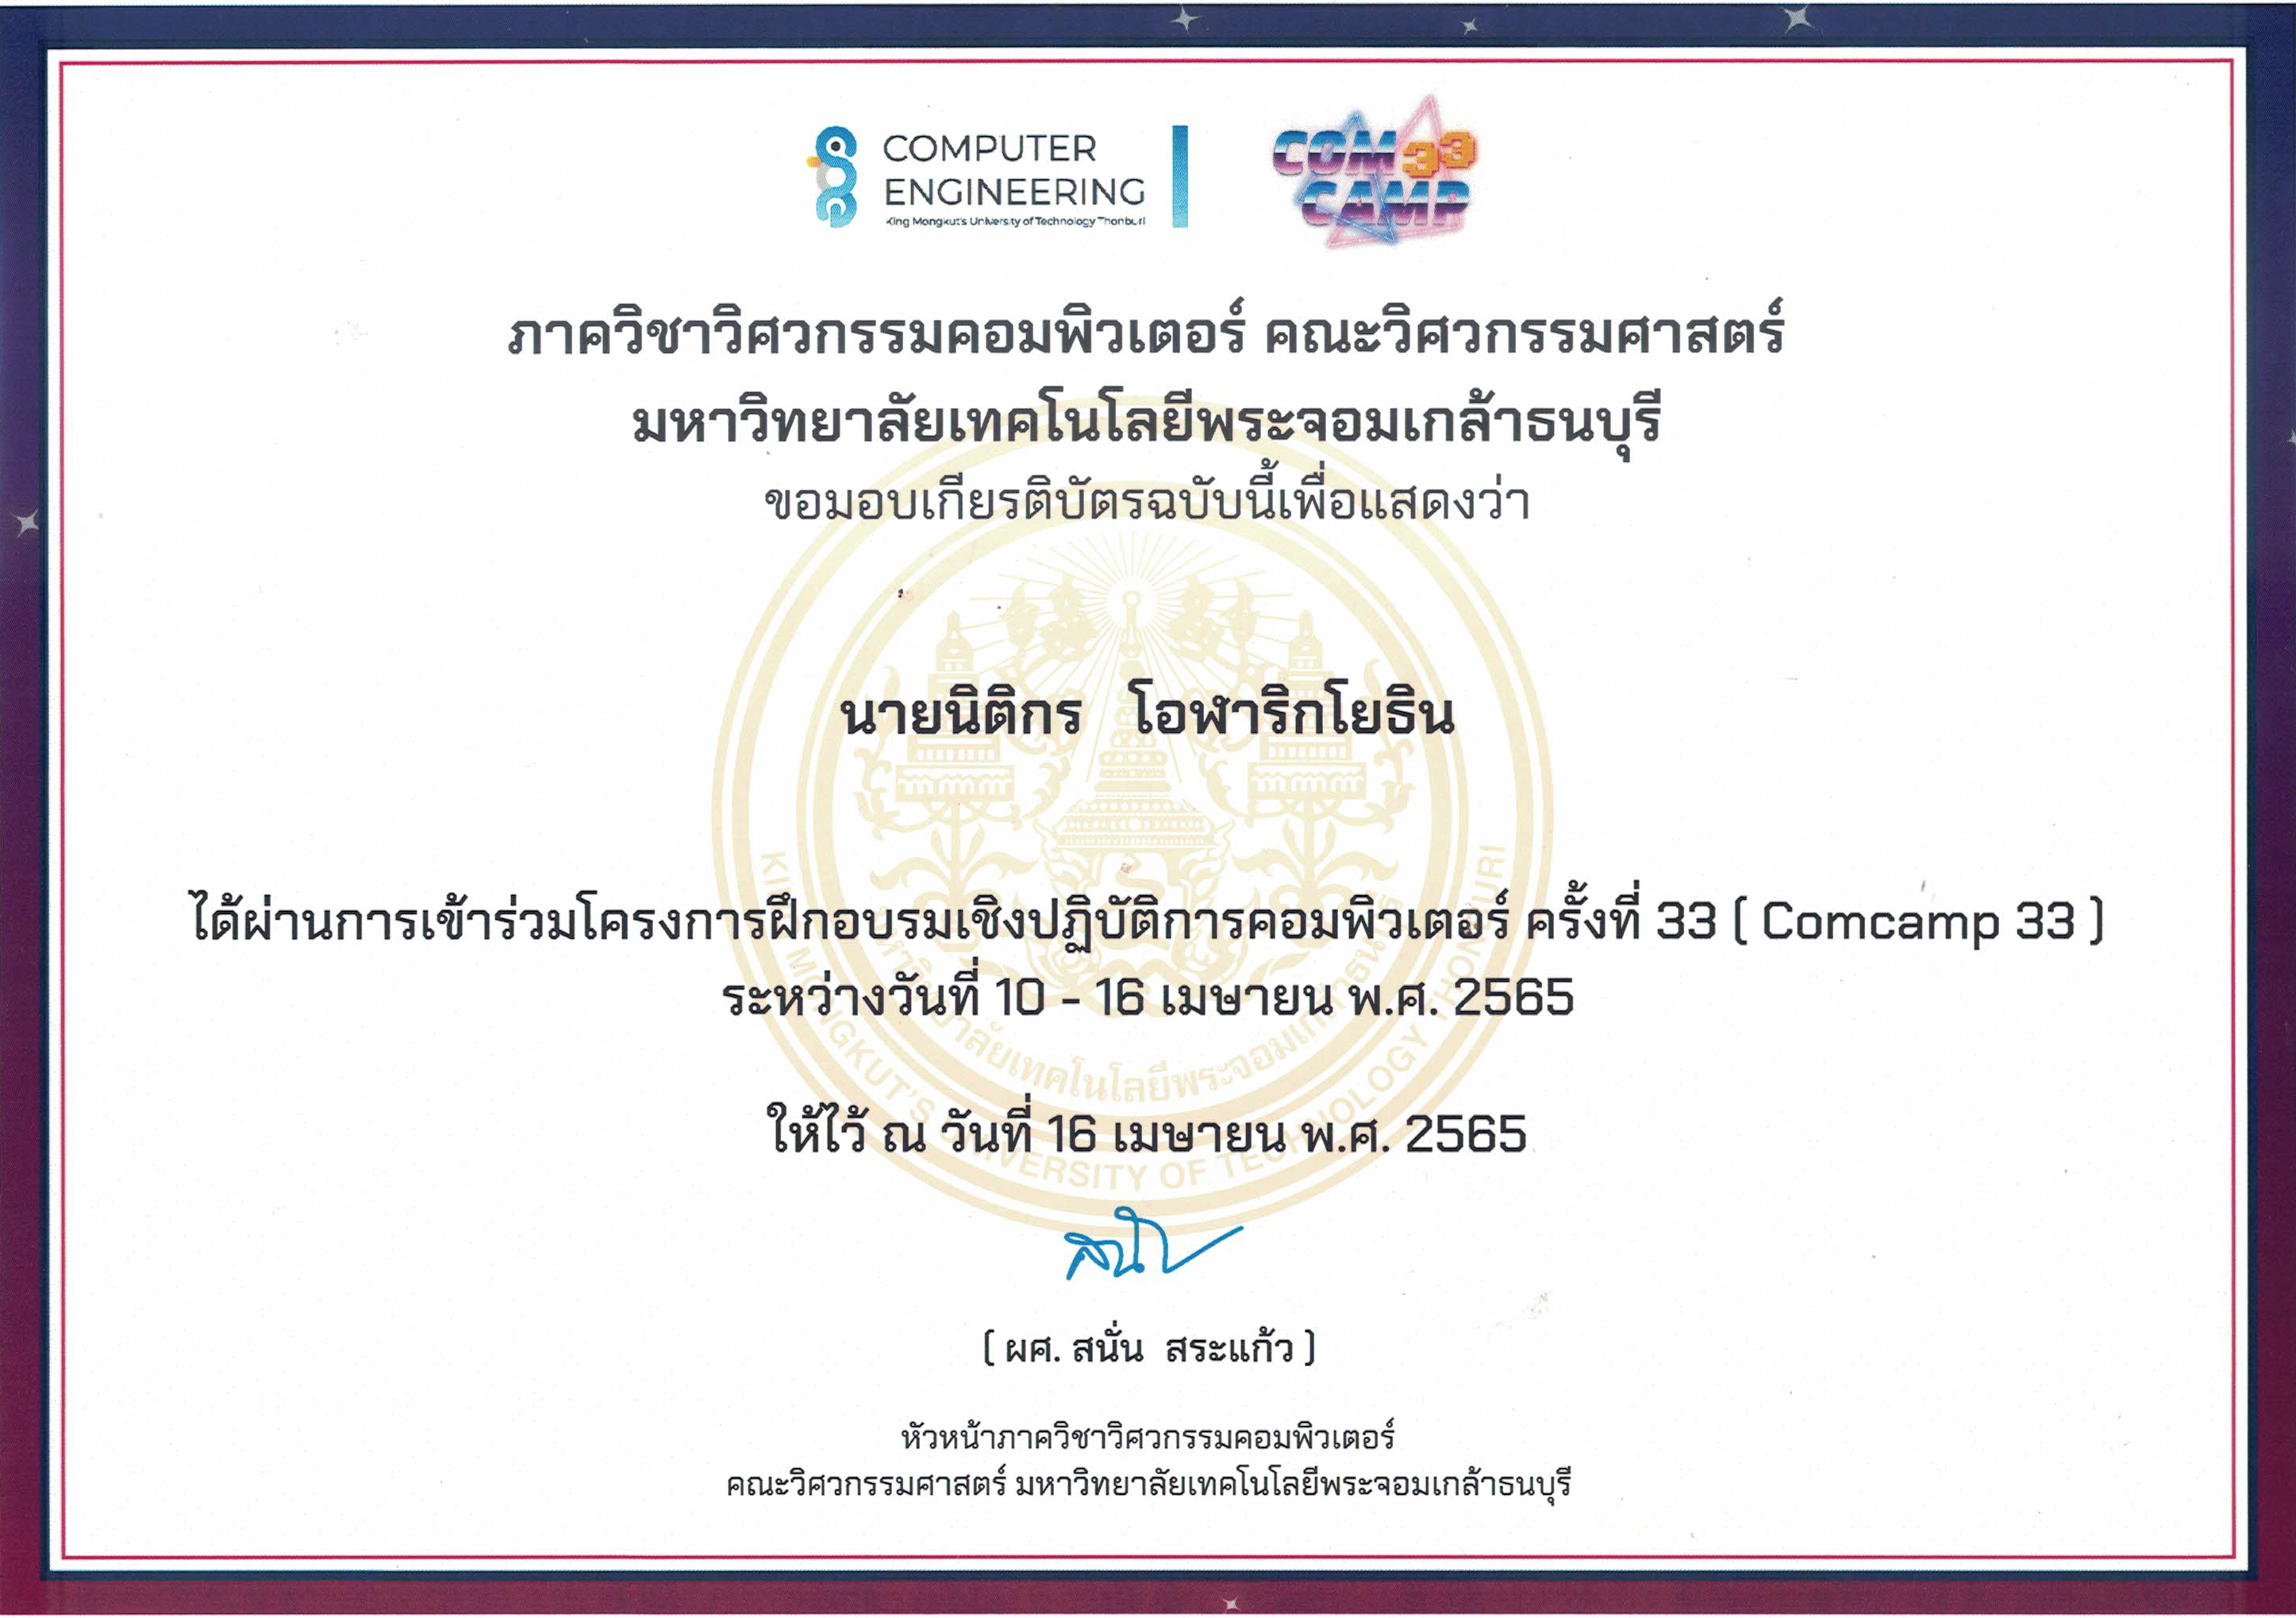 COMPUTER
ENGINEERING
King Mongkut's University of Technology Thonburi
COM 33
CAMP
ภาควิชาวิศวกรรมคอมพิวเตอร์ คณะวิศวกรรมศาสตร์
มหาวิทยาลัยเทคโนโลยีพระจอมเกล้าธนบุรี
ขอมอบเกียรติบัตรฉบับนี้เพื่อแสดงว่า
นายนิติกร โอฬาริกโยธิน
ได้ผ่านการเข้าร่วมโครงการฝึกอบรมเชิงปฏิบัติการคอมพิวเตอร์ ครั้งที่ 33 ( Comcamp 33 )
ระหว่างวันที่ 10 - 16 เมษายน พ.ศ. 2565
มหาวิทยาลัยเทคโนโลยีพระจอมเกล้าธนบุรี
KING MONGKUT'S UNIVERSITY OF TECHNOLOGY THONBURI
ให้ไว้ ณ วันที่ 16 เมษายน พ.ศ. 2565
( ผศ. สนั่น สระแก้ว )
หัวหน้าภาควิชาวิศวกรรมคอมพิวเตอร์
คณะวิศวกรรมศาสตร์ มหาวิทยาลัยเทคโนโลยีพระจอมเกล้าธนบุรี